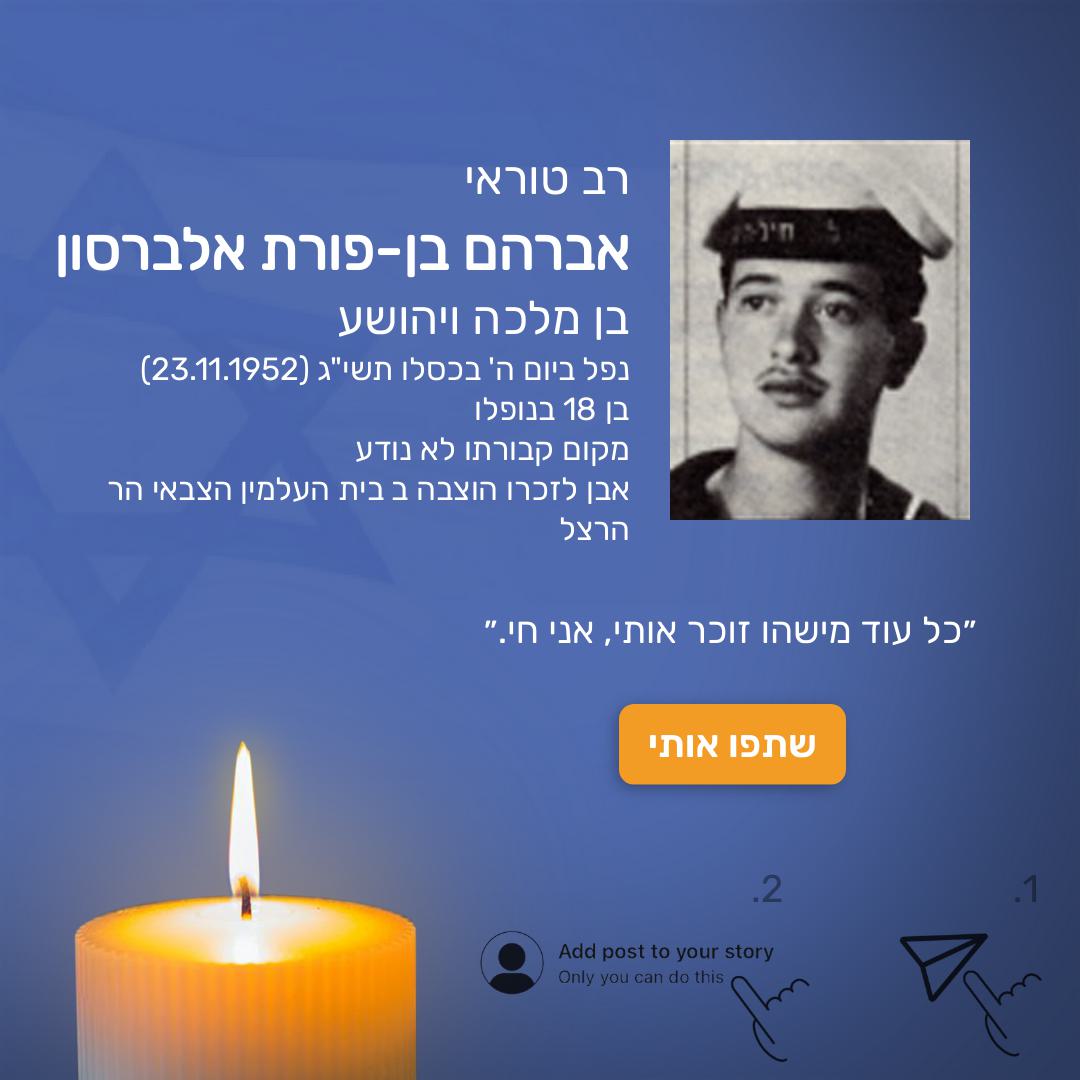 רב טוראי
אברהם בן-פורת אלברסון
בן מלכה ויהושע
נפל ביום ה' בכסלו תשי"ג (23.11.1952)
בן 18 בנופלו
מקום קבורתו לא נודע
אבן לזכרו הוצבה ב בית העלמין הצבאי הר
הרצל
״כל עוד מישהו זוכר אותי, אני חי.״
שתפו אותי
.1
.2
Add post to your story
Only you can do this